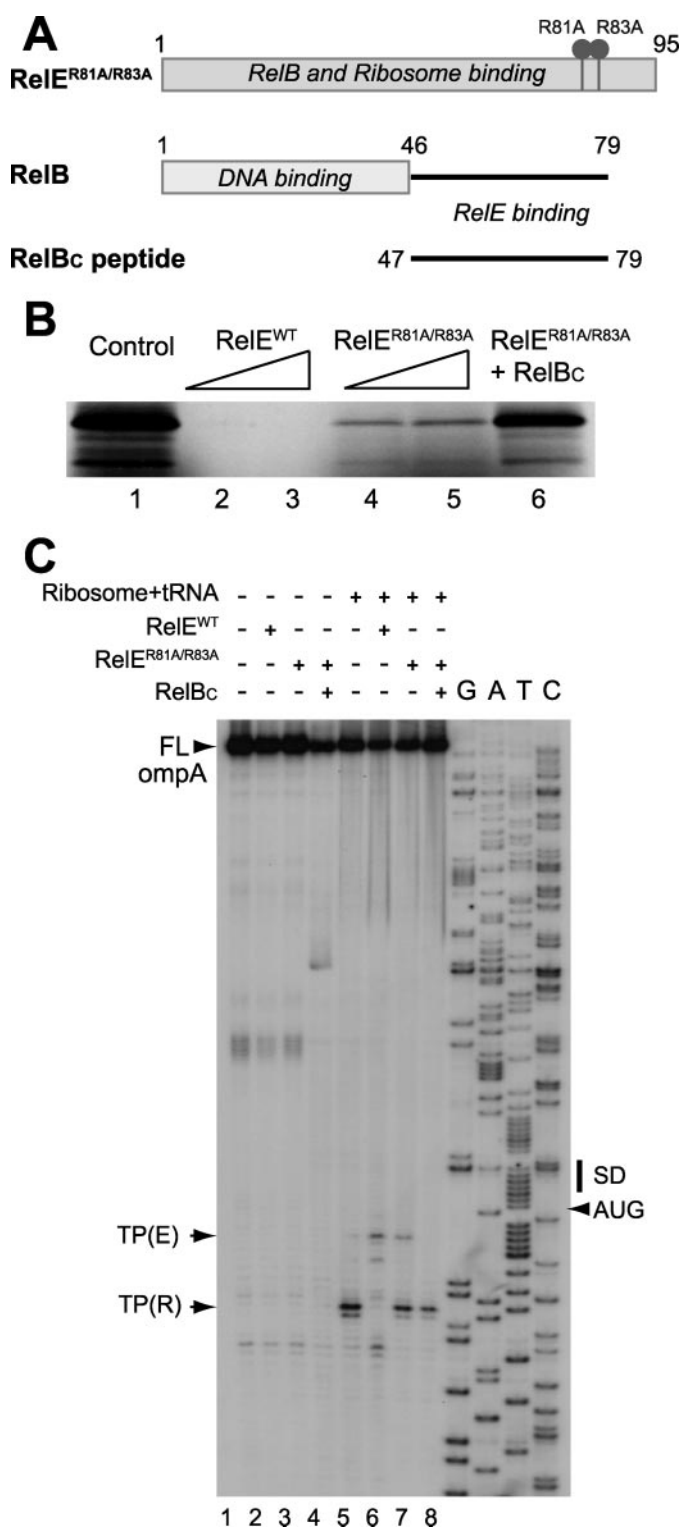 A
R81A R83A
1 95
RelE^R81A/R83A RelB and Ribosome binding
1 46 79
RelB DNA binding
RelE binding
RelBc peptide 47 79
B
Control RelE^WT RelE^R81A/R83A RelE^R81A/R83A
+ RelBc
1 2 3 4 5 6
C
Ribosome+tRNA - - - - + + + +
RelE^WT - + - - - + - -
RelE^R81A/R83A - - + + - - + +
RelBc - - - + - - - + G A T C
FL
ompA
SD
AUG
TP(E)
TP(R)
1 2 3 4 5 6 7 8